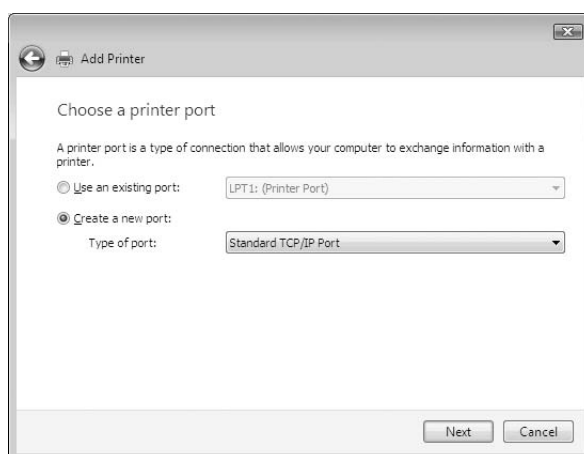 Add Printer
Choose a printer port
A printer port is a type of connection that allows your computer to exchange information with a
printer.
Use an existing port: LPT1: (Printer Port)
Create a new port:
Type of port: Standard TCP/IP Port
Next Cancel